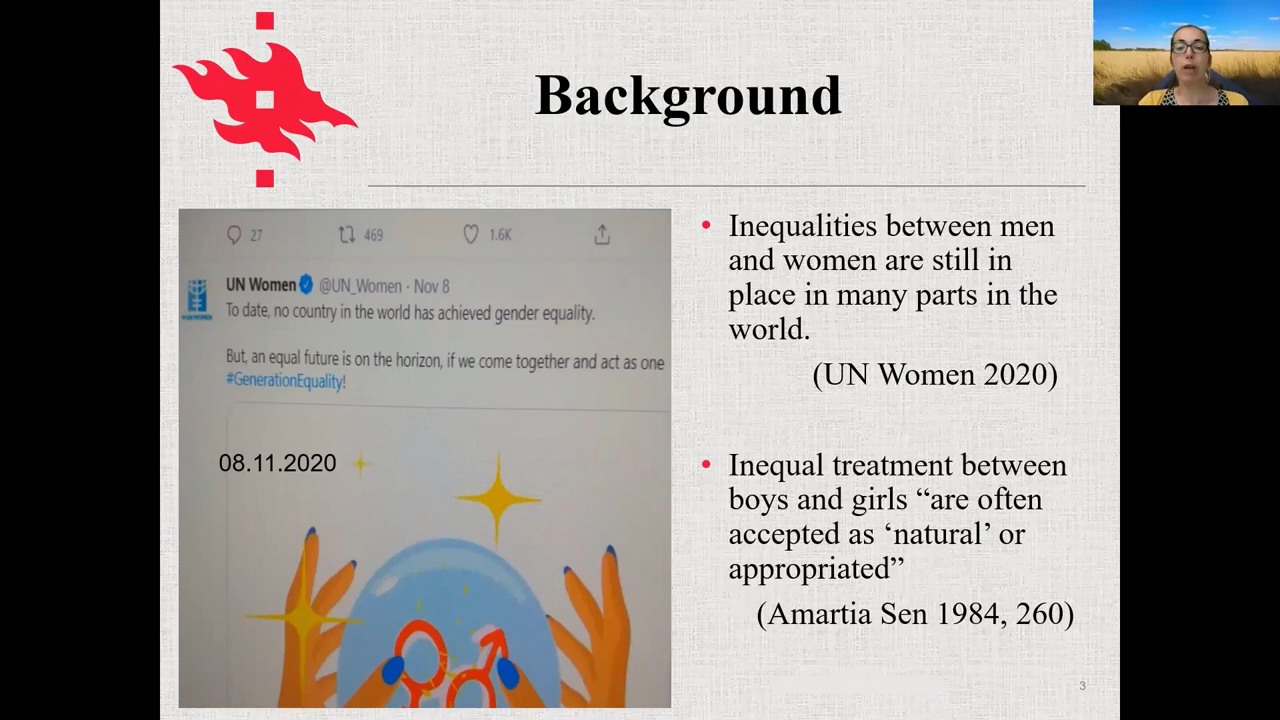 Background
27 469 1.6K
UN Women @UN_Women · Nov 8
To date, no country in the world has achieved gender equality.
But, an equal future is on the horizon, if we come together and act as one
#GenerationEquality!
08.11.2020
• Inequalities between men
and women are still in
place in many parts in the
world.
(UN Women 2020)
• Inequal treatment between
boys and girls “are often
accepted as ‘natural’ or
appropriated”
(Amartia Sen 1984, 260)
3